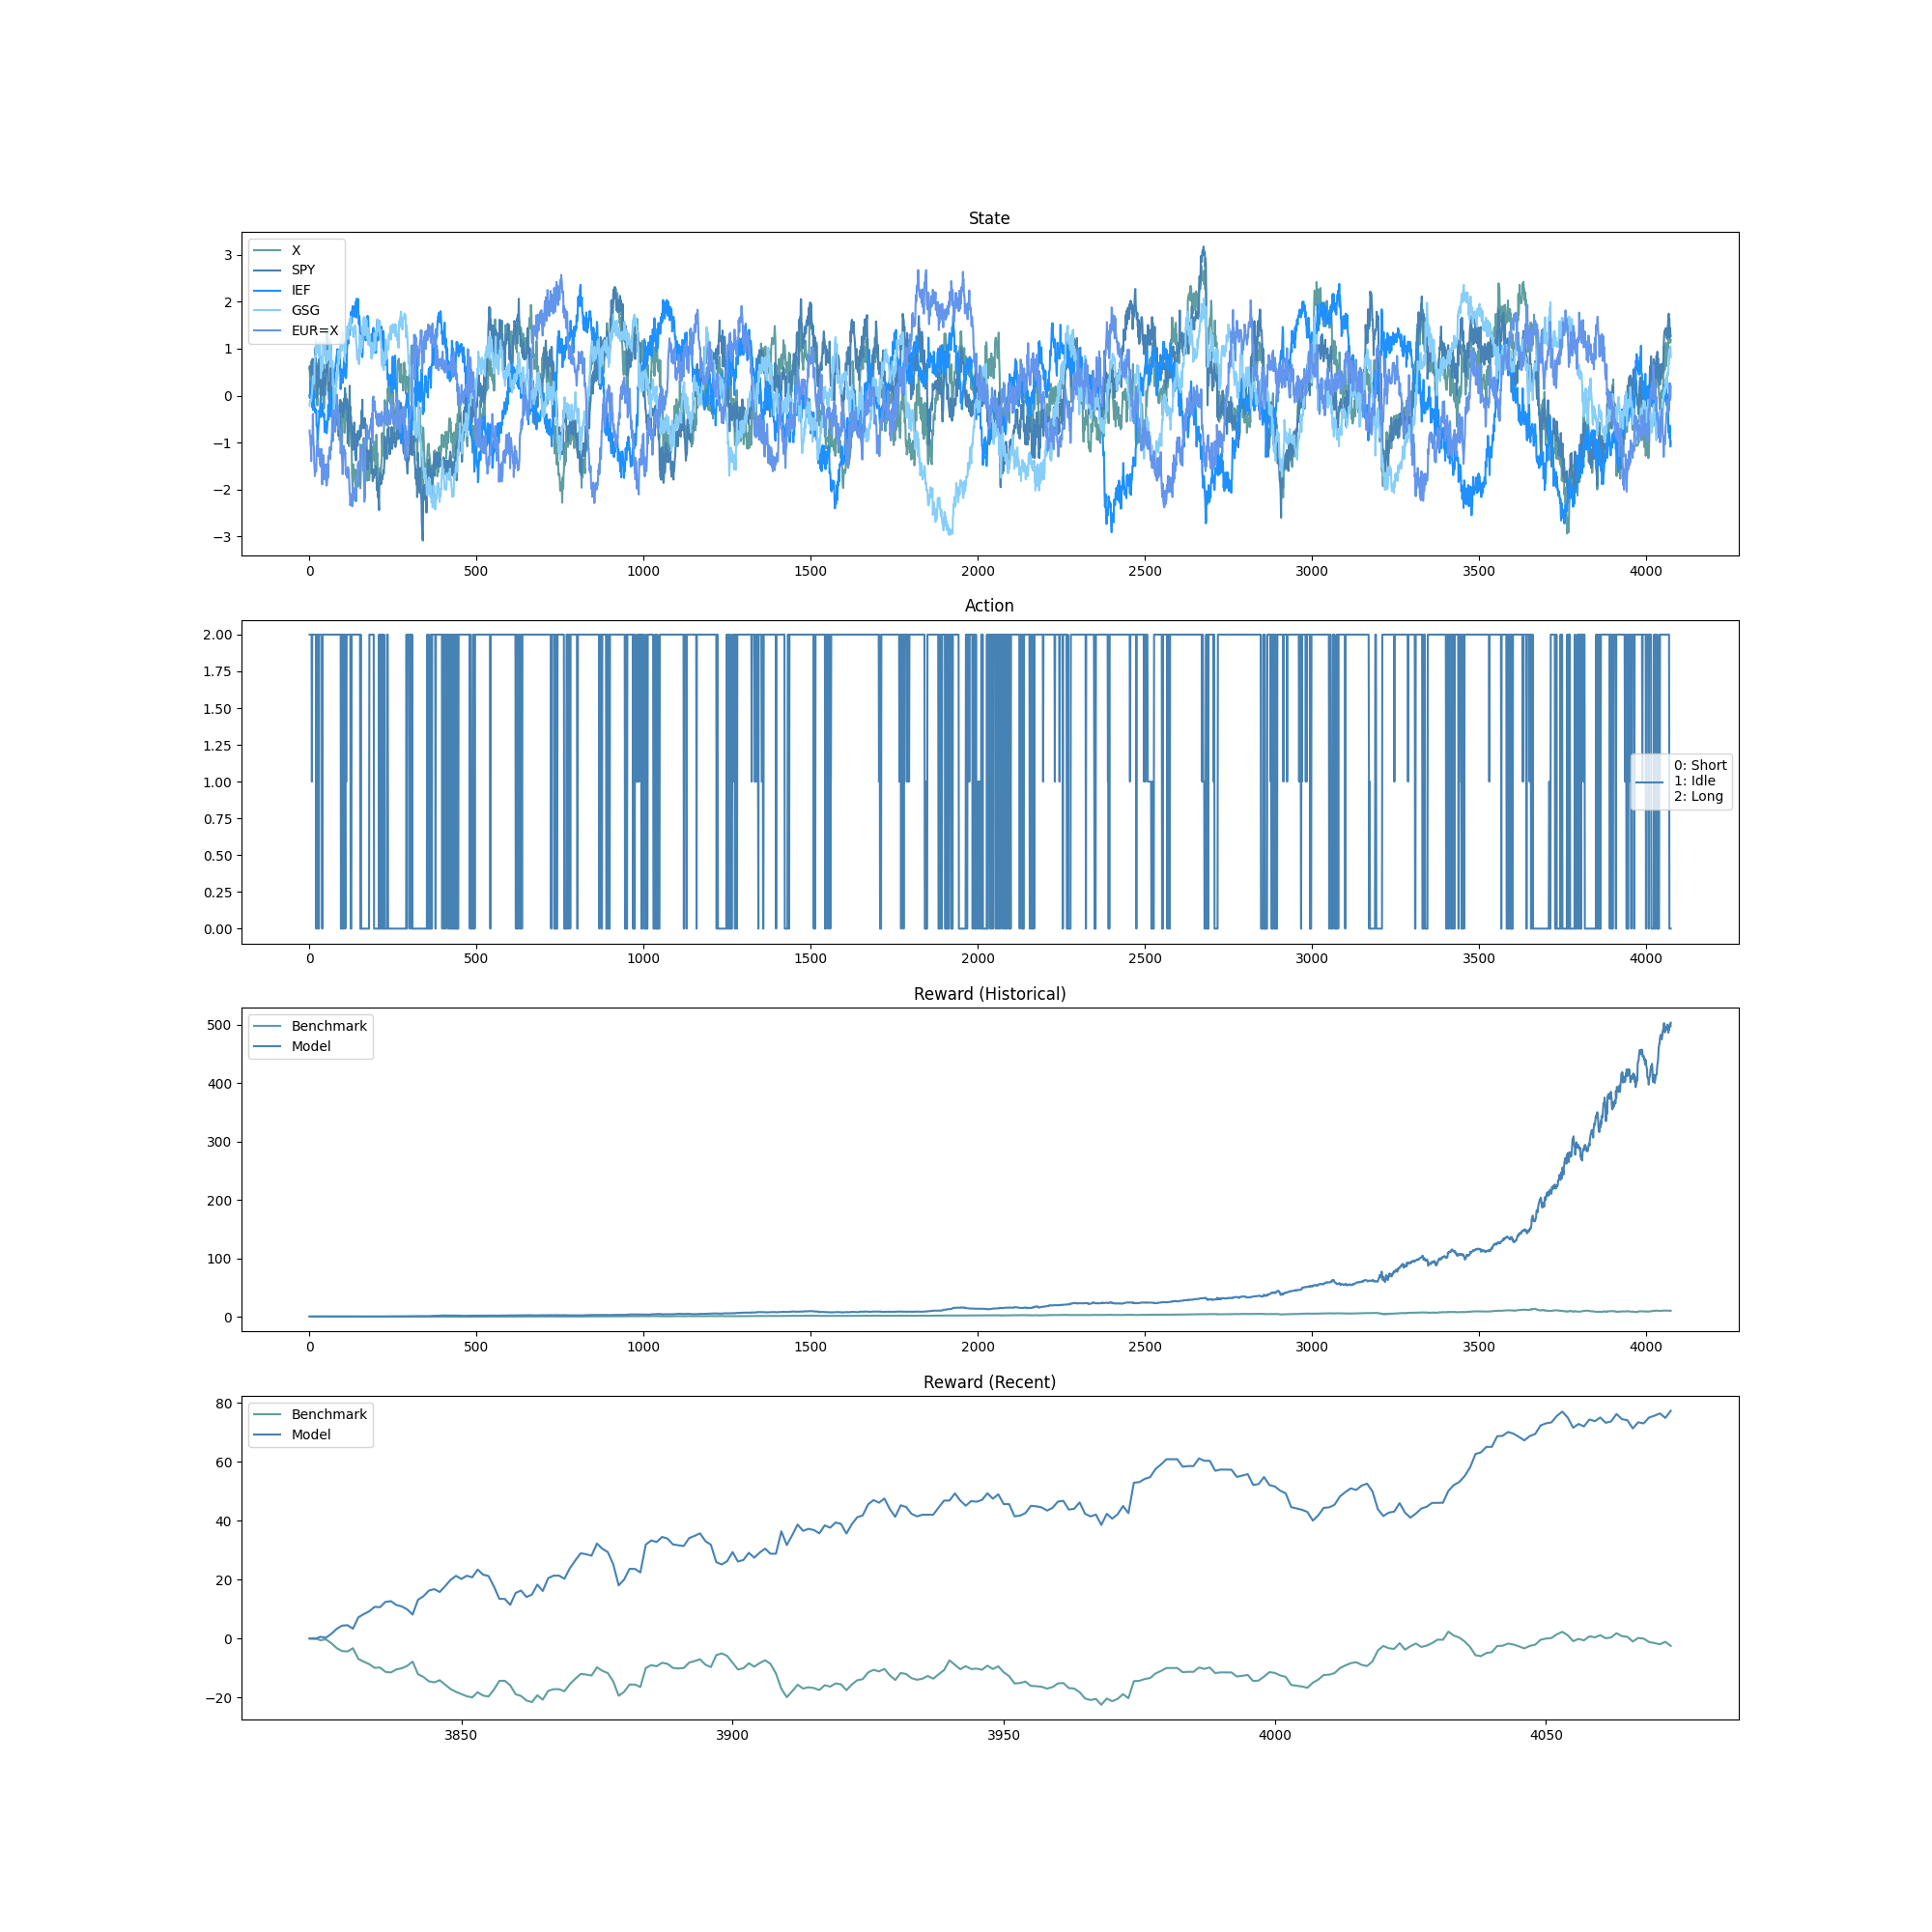 State
3
2
1
0
−1
−2
−3
X
SPY
IEF
GSG
EUR=X
0 500 1000 1500 2000 2500 3000 3500 4000
Action
2.00
1.75
1.50
1.25
1.00
0.75
0.50
0.25
0.00
0: Short
1: Idle
2: Long
0 500 1000 1500 2000 2500 3000 3500 4000
Reward (Historical)
500
400
300
200
100
0
Benchmark
Model
0 500 1000 1500 2000 2500 3000 3500 4000
Reward (Recent)
80
60
40
20
0
−20
Benchmark
Model
3850 3900 3950 4000 4050